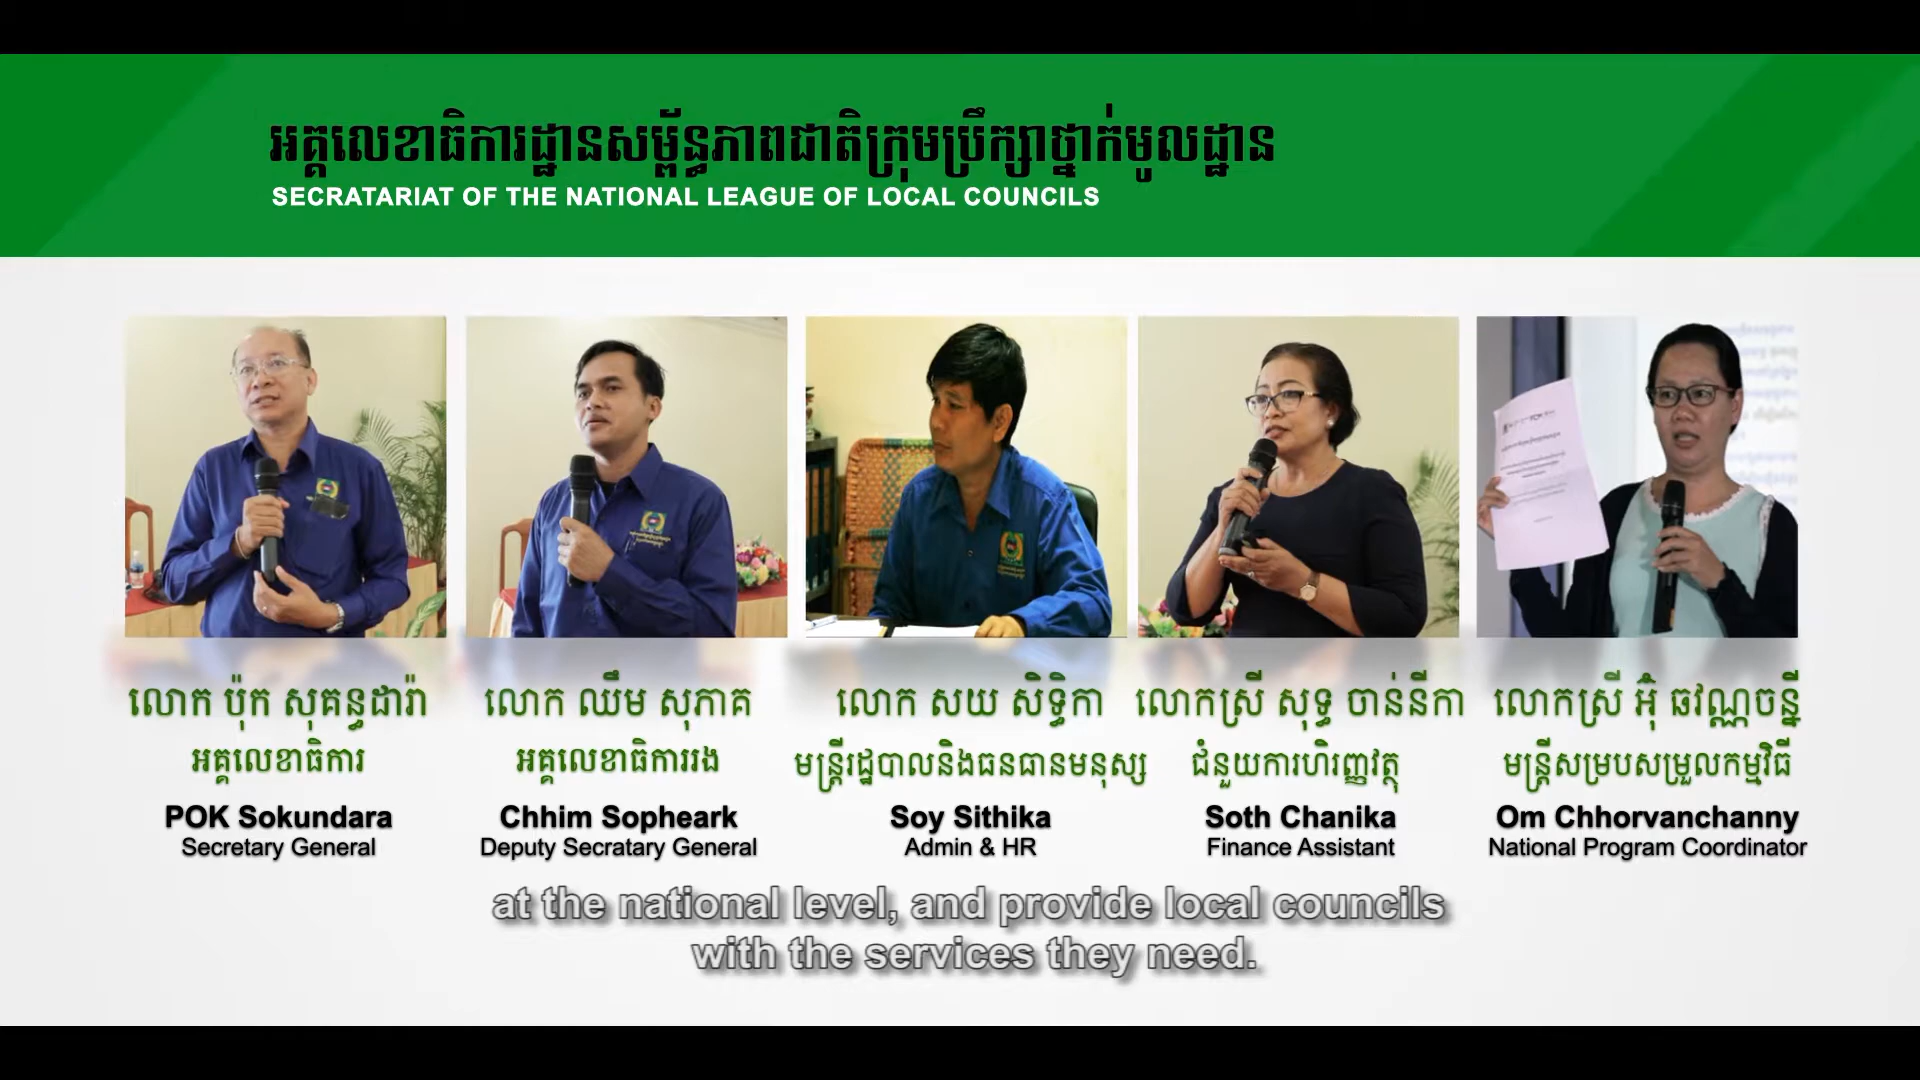 អគ្គលេខាធិការដ្ឋានសម្ព័ន្ធភាពជាតិក្រុមប្រឹក្សាថ្នាក់មូលដ្ឋាន
SECRATARIAT OF THE NATIONAL LEAGUE OF LOCAL COUNCILS
លោក ប៉ុក សុគន្ធដារ៉ា
អគ្គលេខាធិការ
POK Sokundara
Secretary General
លោក ឈឹម សុភាគ
អគ្គលេខាធិការរង
Chhim Sopheark
Deputy Secratary General
លោក សយ សិទ្ធិកា
មន្ត្រីរដ្ឋបាលនិងធនធានមនុស្ស
Soy Sithika
Admin & HR
លោកស្រី សុទ្ធ ចាន់នីកា
ជំនួយការហិរញ្ញវត្ថុ
Soth Chanika
Finance Assistant
លោកស្រី អ៊ុំ ឆវណ្ណចន្នី
មន្ត្រីសម្របសម្រួលកម្មវិធី
Om Chhorvanchanny
National Program Coordinator
at the national level, and provide local councils
with the services they need.